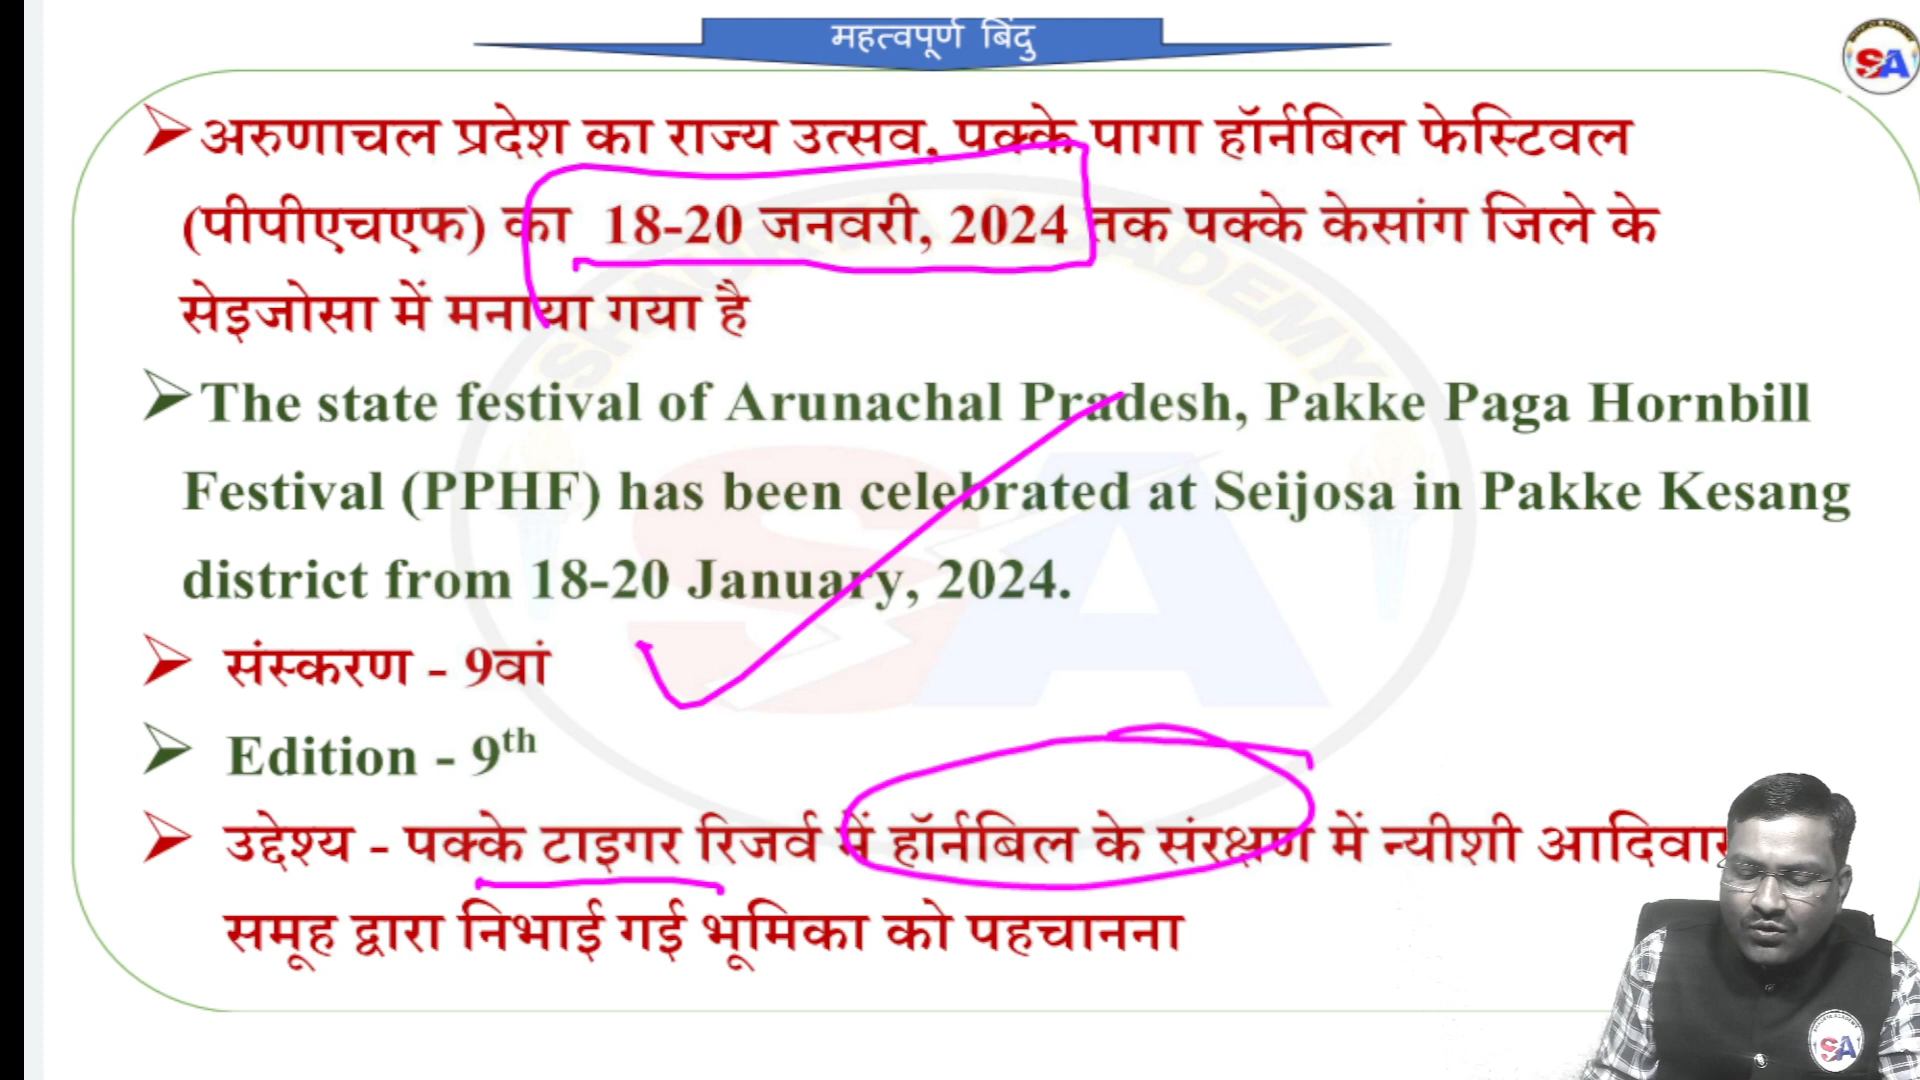 महत्वपूर्ण बिंदु
SA
अरुणाचल प्रदेश का राज्य उत्सव, पक्के पागा हॉर्नबिल फेस्टिवल
(पीपीएचएफ) का 18-20 जनवरी, 2024 तक पक्के केसांग जिले के
सेइजोसा में मनाया गया है
The state festival of Arunachal Pradesh, Pakke Paga Hornbill
Festival (PPHF) has been celebrated at Seijosa in Pakke Kesang
district from 18-20 January, 2024.
संस्करण - 9वां
Edition - 9th
उद्देश्य - पक्के टाइगर रिजर्व में हॉर्नबिल के संरक्षण में न्यीशी
समूह द्वारा निभाई गई भूमिका को पहचानना
SA